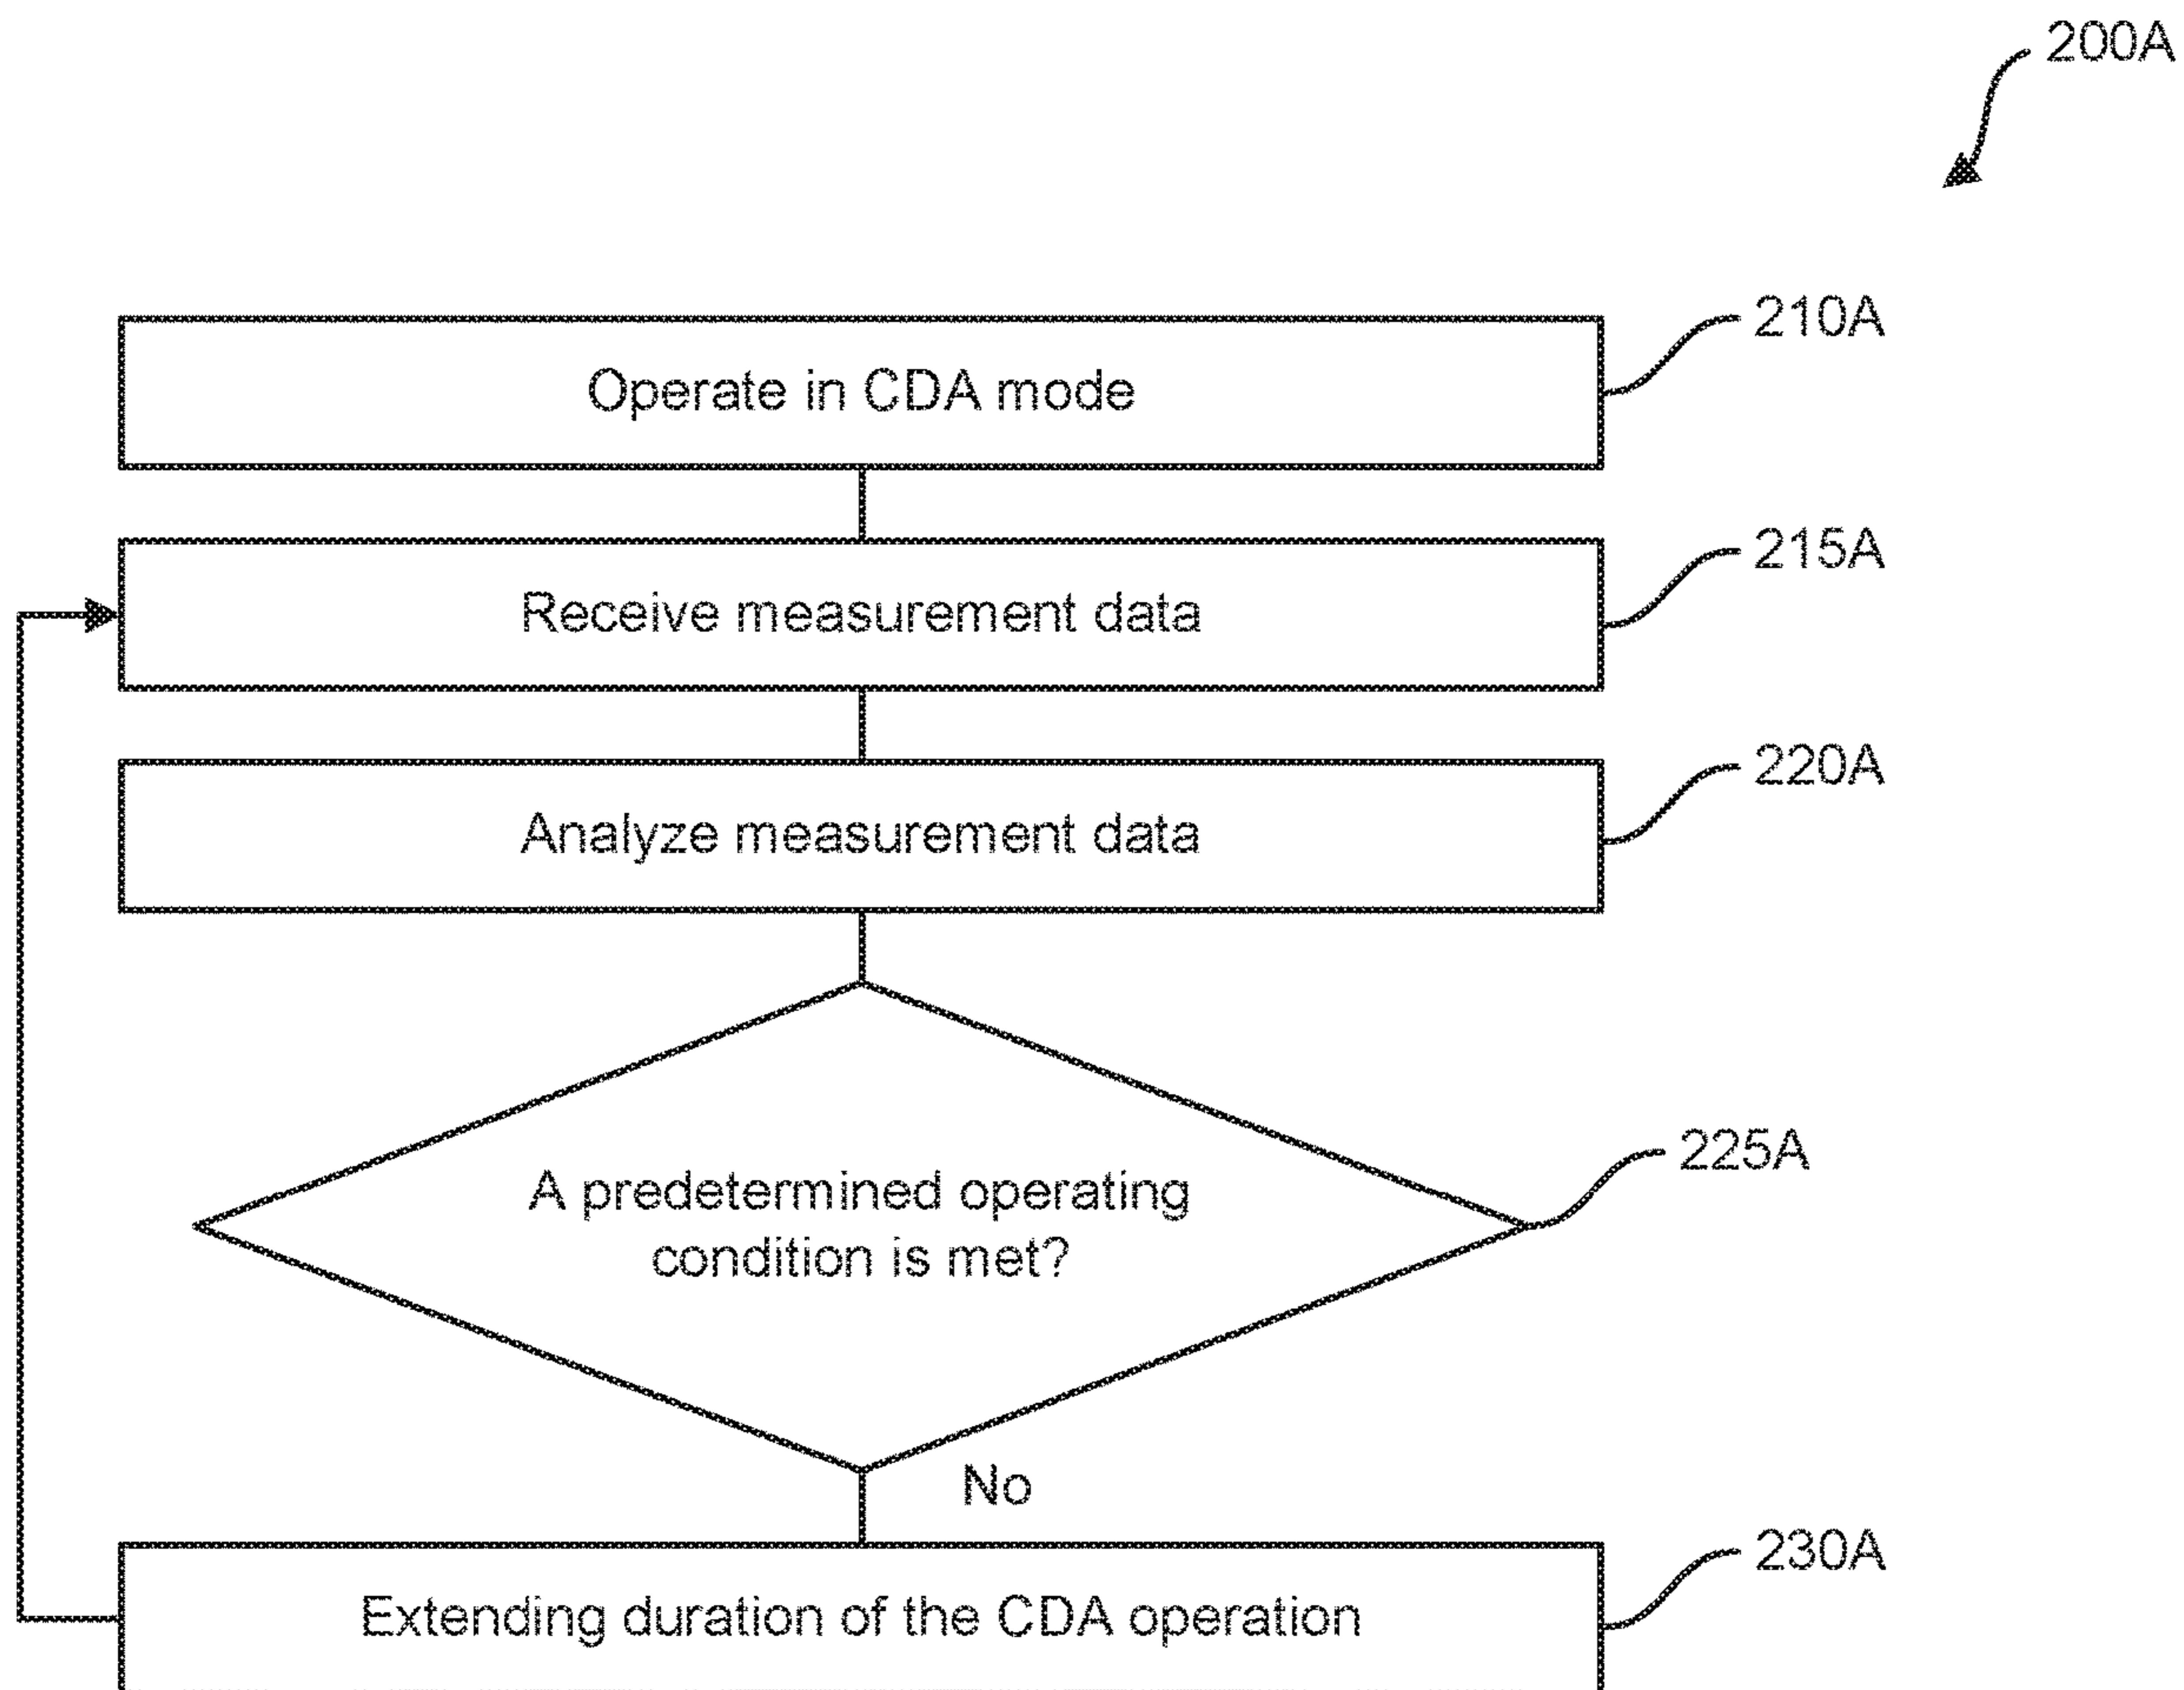 200A
210A
Operate in CDA mode
215A
Receive measurement data
220A
Analyze measurement data
225A
A predetermined operating
condition is met?
No
230A
Extending duration of the CDA operation